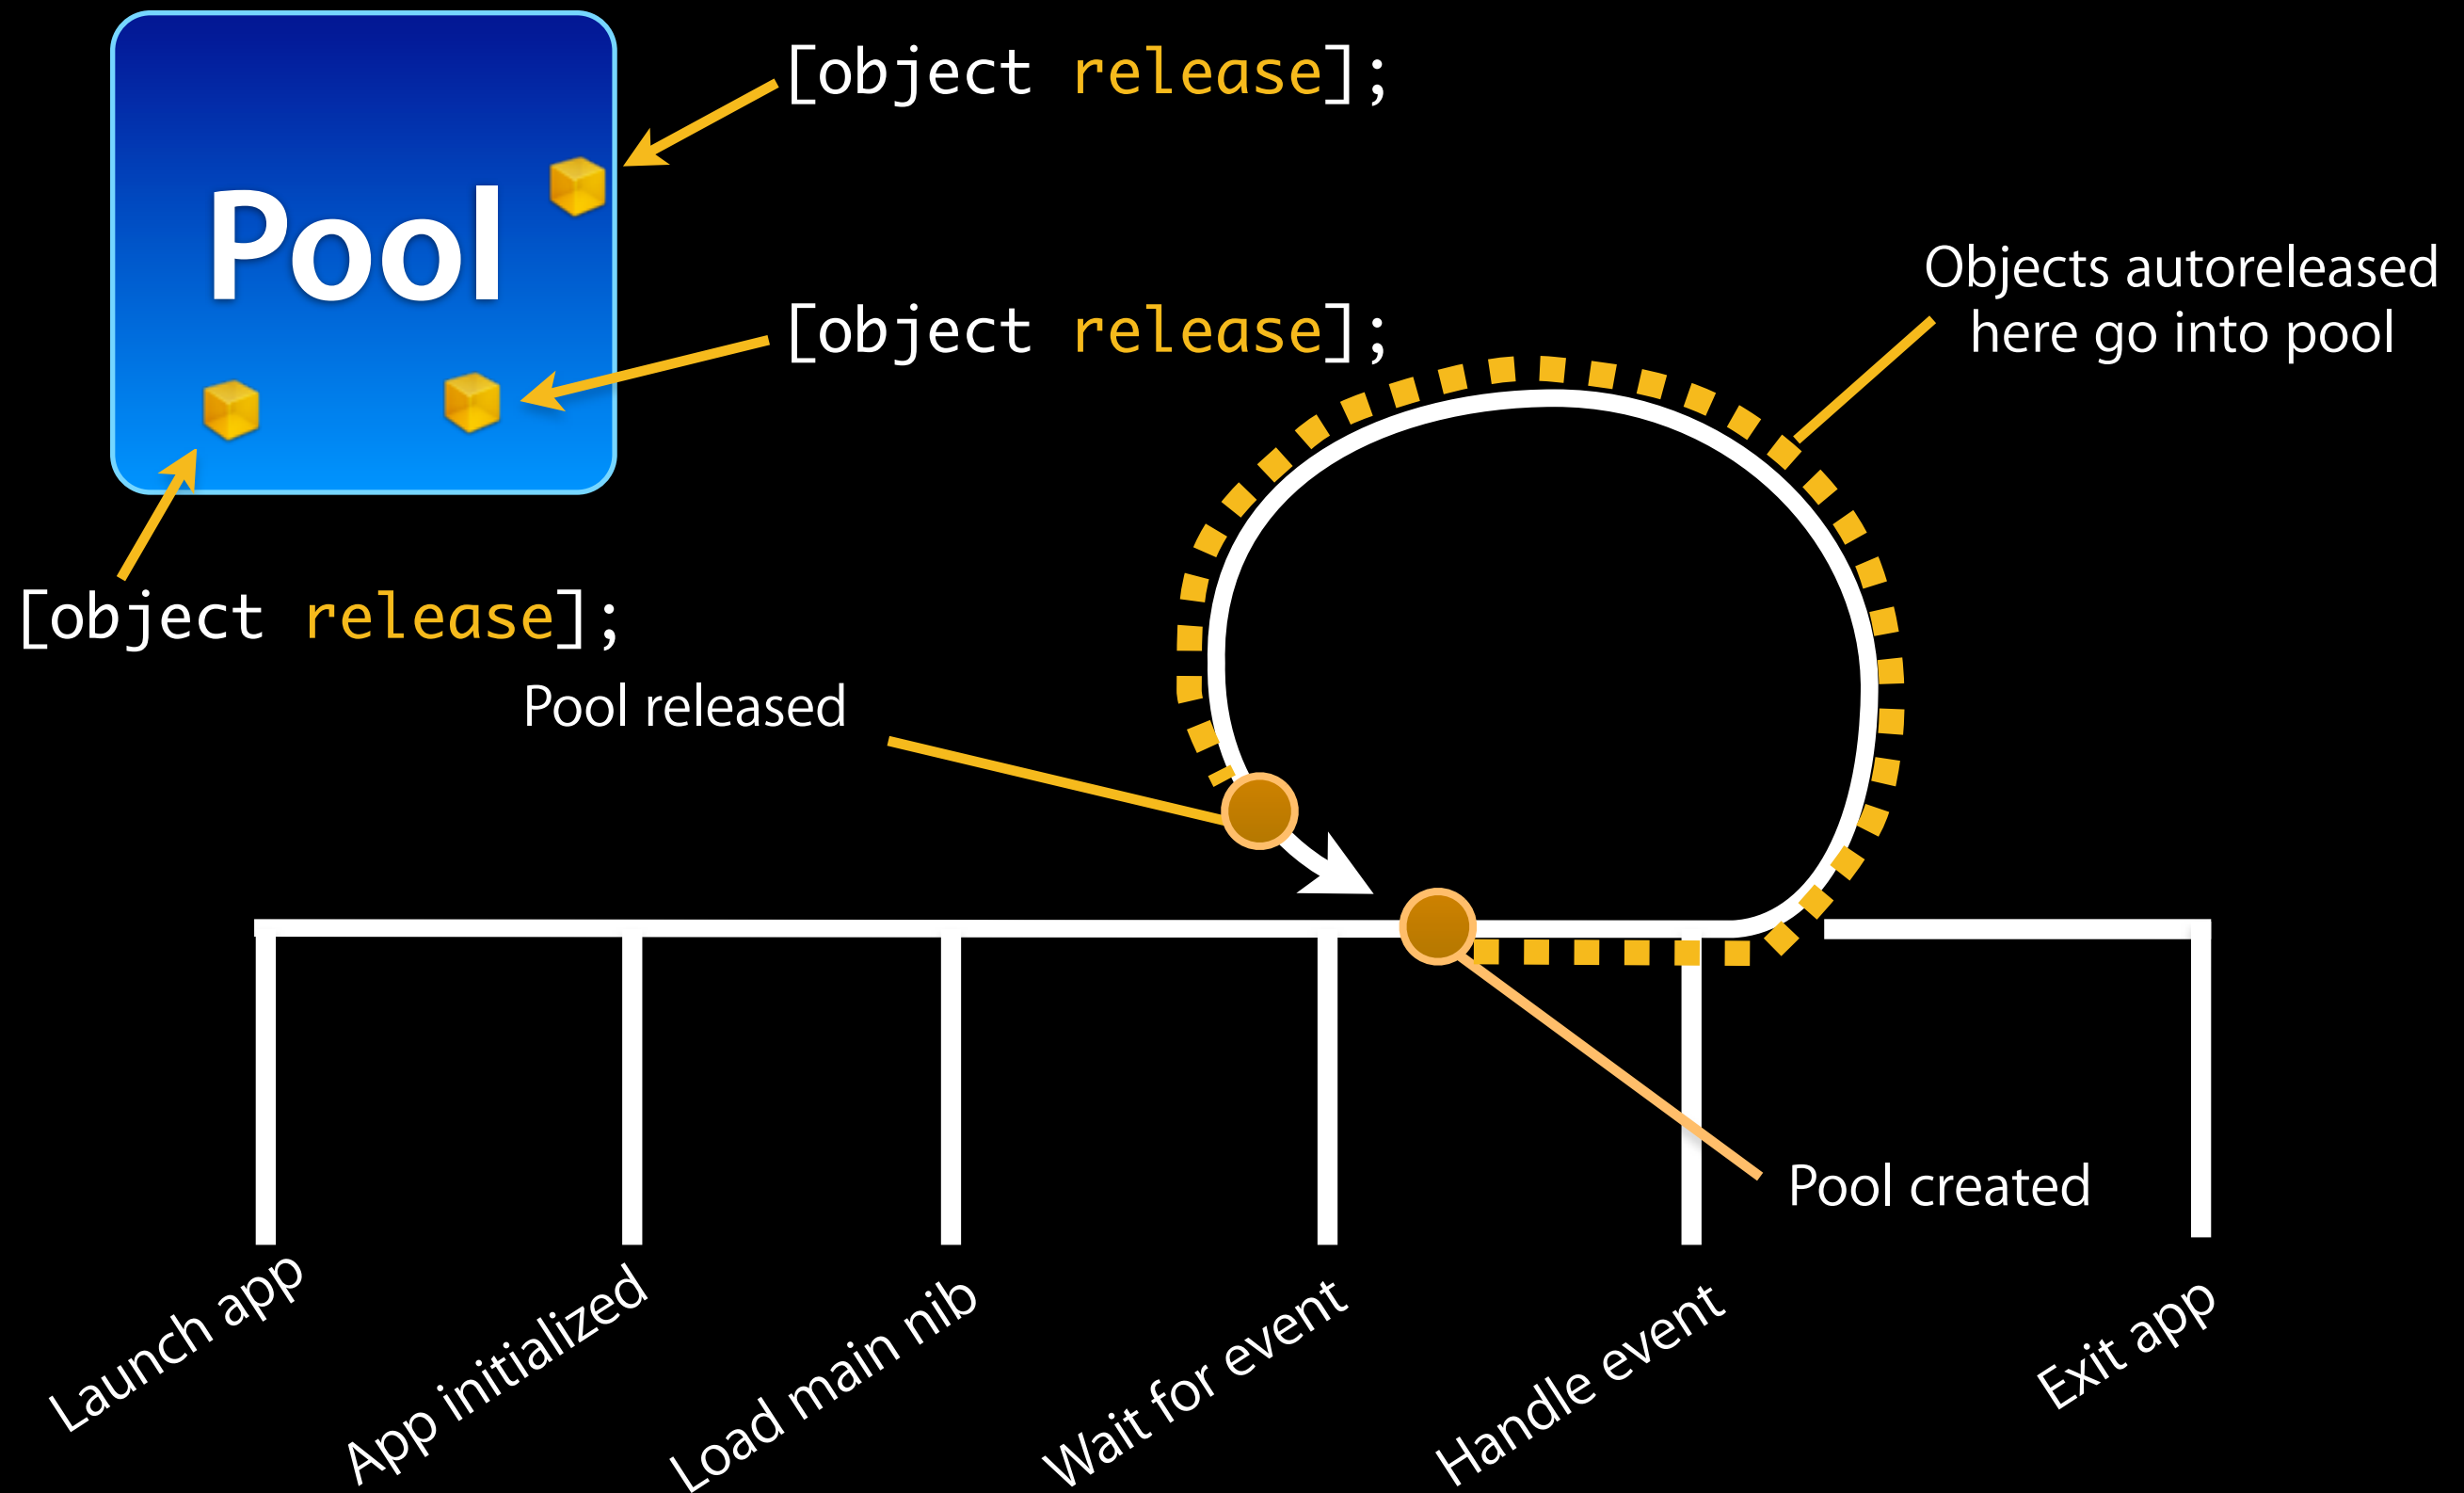 [object release];
Pool
[object release];
Objects autoreleased
here go into pool
[object release];
Pool released
Pool created
Launch app
App initialized
Load main nib
Wait for event
Handle event
Exit app